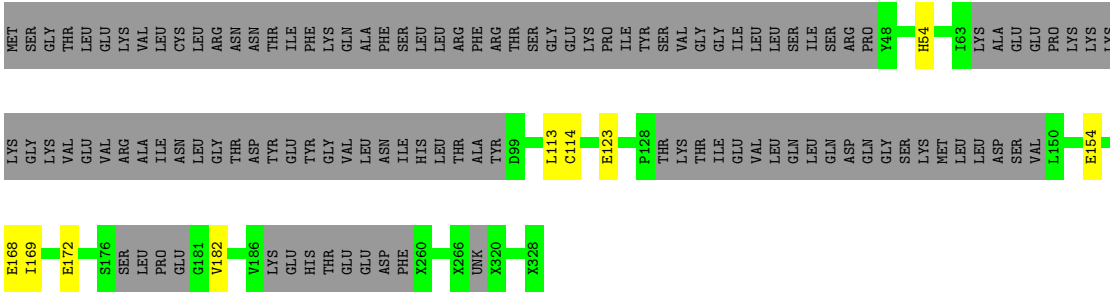 MET SER GLY THR LEU GLU LYS VAL LEU CYS LEU ARG ASN ASN THR ILE PHE LYS GLN ALA PHE SER LEU LEU ARG PHE ARG THR SER GLY GLU LYS PRO ILE TYR SER VAL GLY GLY ILE LEU LEU SER ILE SER ARG PRO Y48 H54 I63 LYS ALA GLU GLU PRO LYS LYS
LYS GLY LYS VAL GLU VAL ARG ALA ILE ASN LEU GLY THR ASP TYR GLU TYR GLY VAL LEU ASN ILE HIS LEU THR ALA TYR D99 L113 C114 E123 P128 THR LYS THR ILE GLU VAL LEU GLN LEU GLN ASP GLN GLY SER LYS MET LEU LEU ASP SER VAL L150 E154
E168 I169 E172 S176 SER LEU PRO GLU G181 V182 V186 LYS GLU HIS THR GLU GLU ASP PHE X260 X266 UNK X320 X328